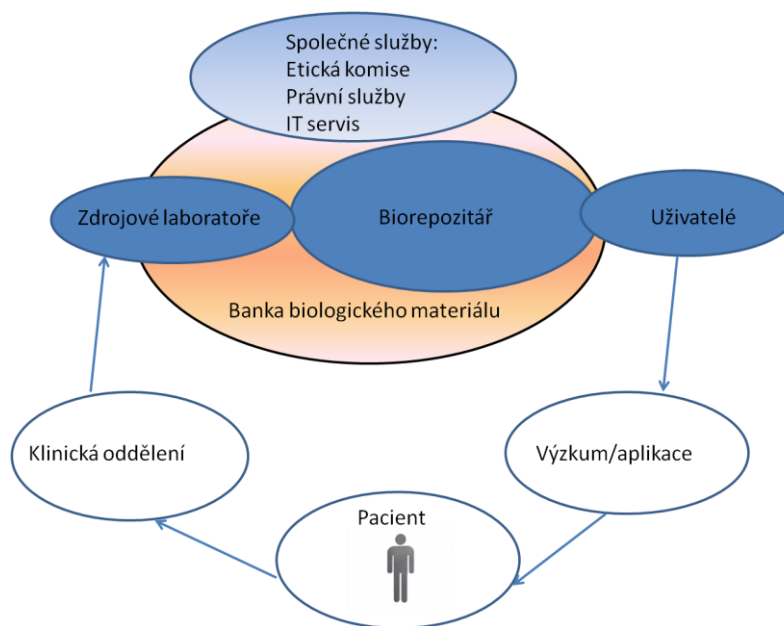 Společné služby:
Etická komise
Právní služby
IT servis
Zdrojové laboratoře
Biorepozitář
Uživatelé
Banka biologického materiálu
Klinická oddělení
Výzkum/aplikace
Pacient